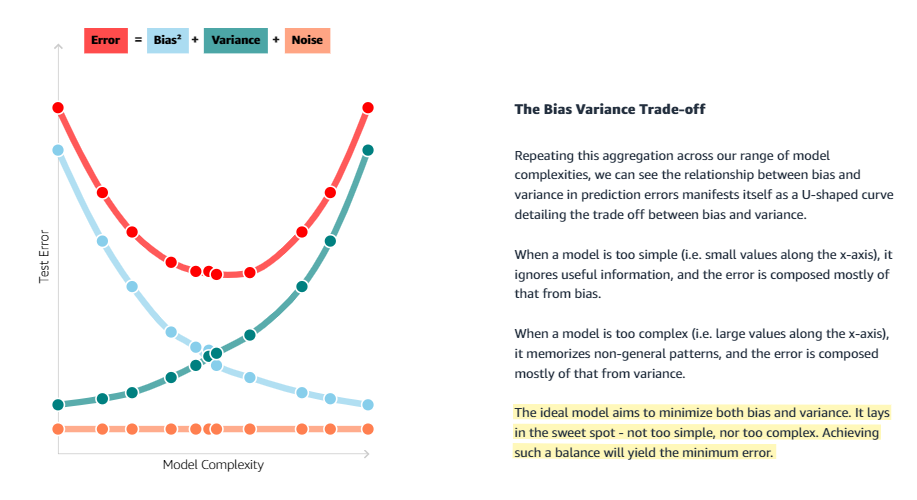 Error = Bias² + Variance + Noise
Test Error
Model Complexity
The Bias Variance Trade-off
Repeating this aggregation across our range of model
complexities, we can see the relationship between bias and
variance in prediction errors manifests itself as a U-shaped curve
detailing the trade off between bias and variance.
When a model is too simple (i.e. small values along the x-axis), it
ignores useful information, and the error is composed mostly of
that from bias.
When a model is too complex (i.e. large values along the x-axis),
it memorizes non-general patterns, and the error is composed
mostly of that from variance.
The ideal model aims to minimize both bias and variance. It lays
in the sweet spot - not too simple, nor too complex. Achieving
such a balance will yield the minimum error.